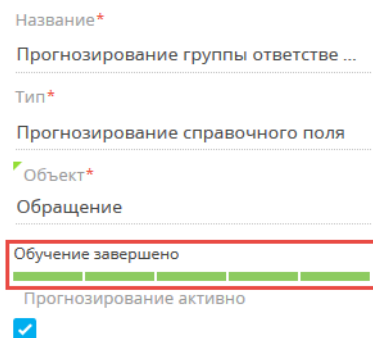 Название*
Прогнозирование группы ответстве ...
Тип*
Прогнозирование справочного поля
Объект*
Обращение
Обучение завершено
Прогнозирование активно